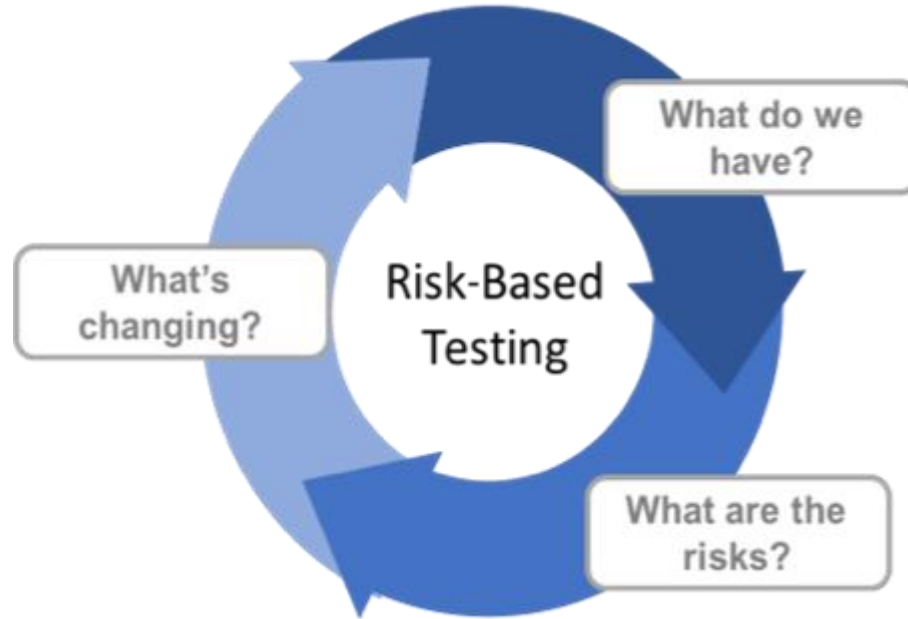 What do we
have?
What's
changing?
Risk-Based
Testing
What are the
risks?